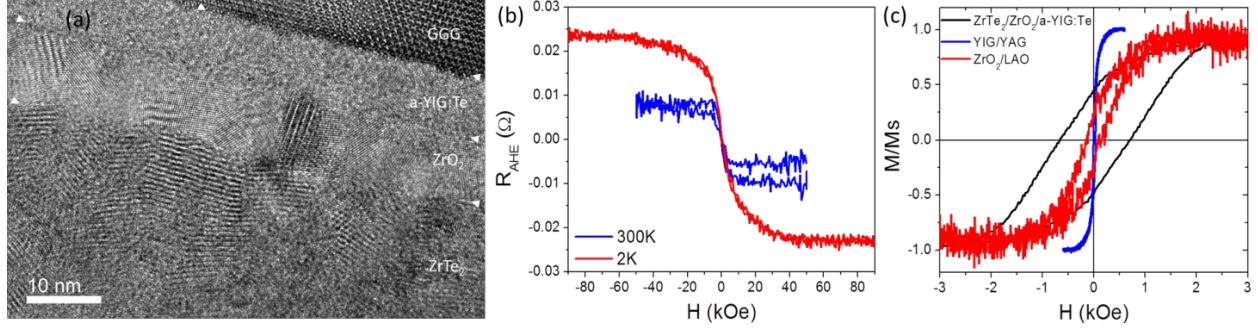 (a)
GGG
a-YIG:Te
ZrO₂
ZrTe₂
10 nm
(b)
0.03
0.02
0.01
0.00
-0.01
-0.02
-0.03
R_AHE (Ω)
300K
2K
-80 -60 -40 -20 0 20 40 60 80
H (kOe)
(c)
ZrTe₂/ZrO₂/a-YIG:Te
YIG/YAG
ZrO₂/LAO
1.0
0.5
0.0
-0.5
-1.0
M/Ms
-3 -2 -1 0 1 2 3
H (kOe)